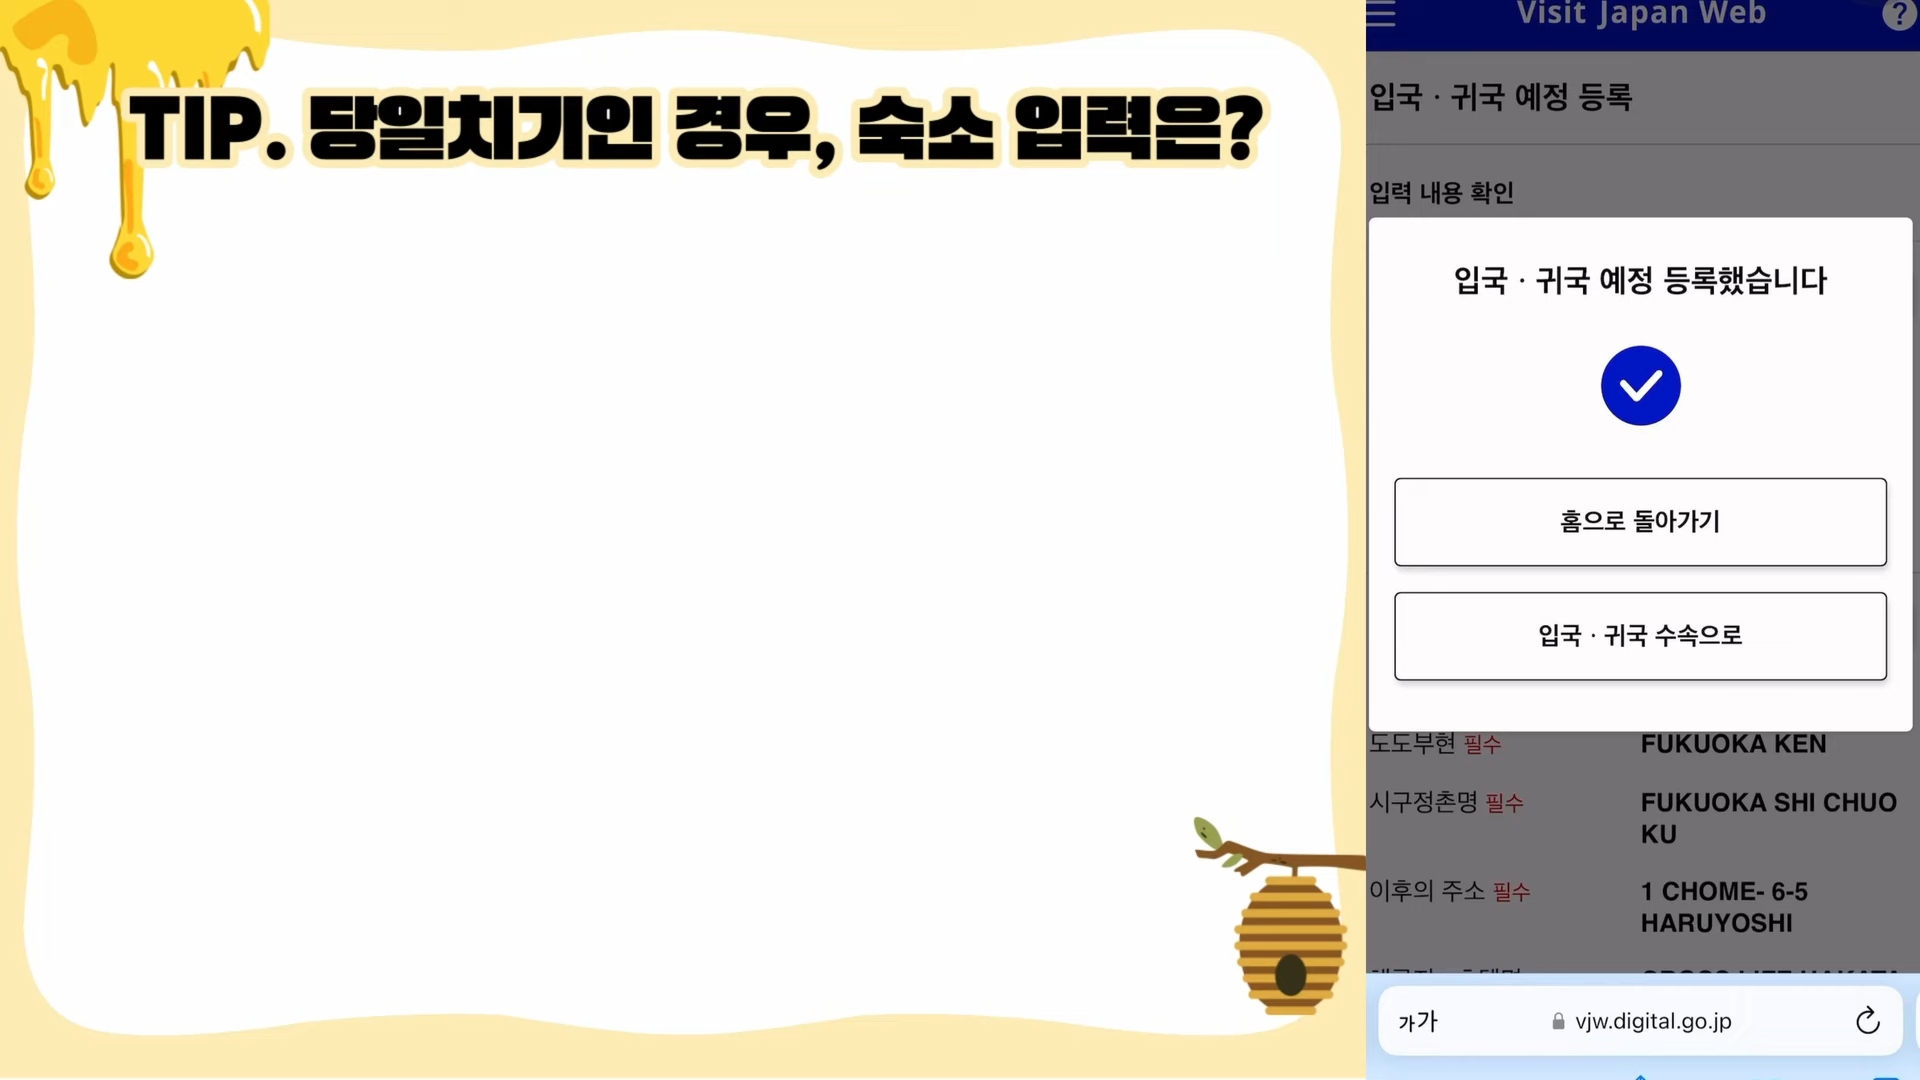 TIP. 당일치기인 경우, 숙소 입력은?
Visit Japan Web
?
입국 · 귀국 예정 등록
입력 내용 확인
입국 · 귀국 예정 등록했습니다
홈으로 돌아가기
입국 · 귀국 수속으로
도도부현 필수 FUKUOKA KEN
시구정촌명 필수 FUKUOKA SHI CHUO
KU
이후의 주소 필수 1 CHOME- 6-5
HARUYOSHI
가가 vjw.digital.go.jp